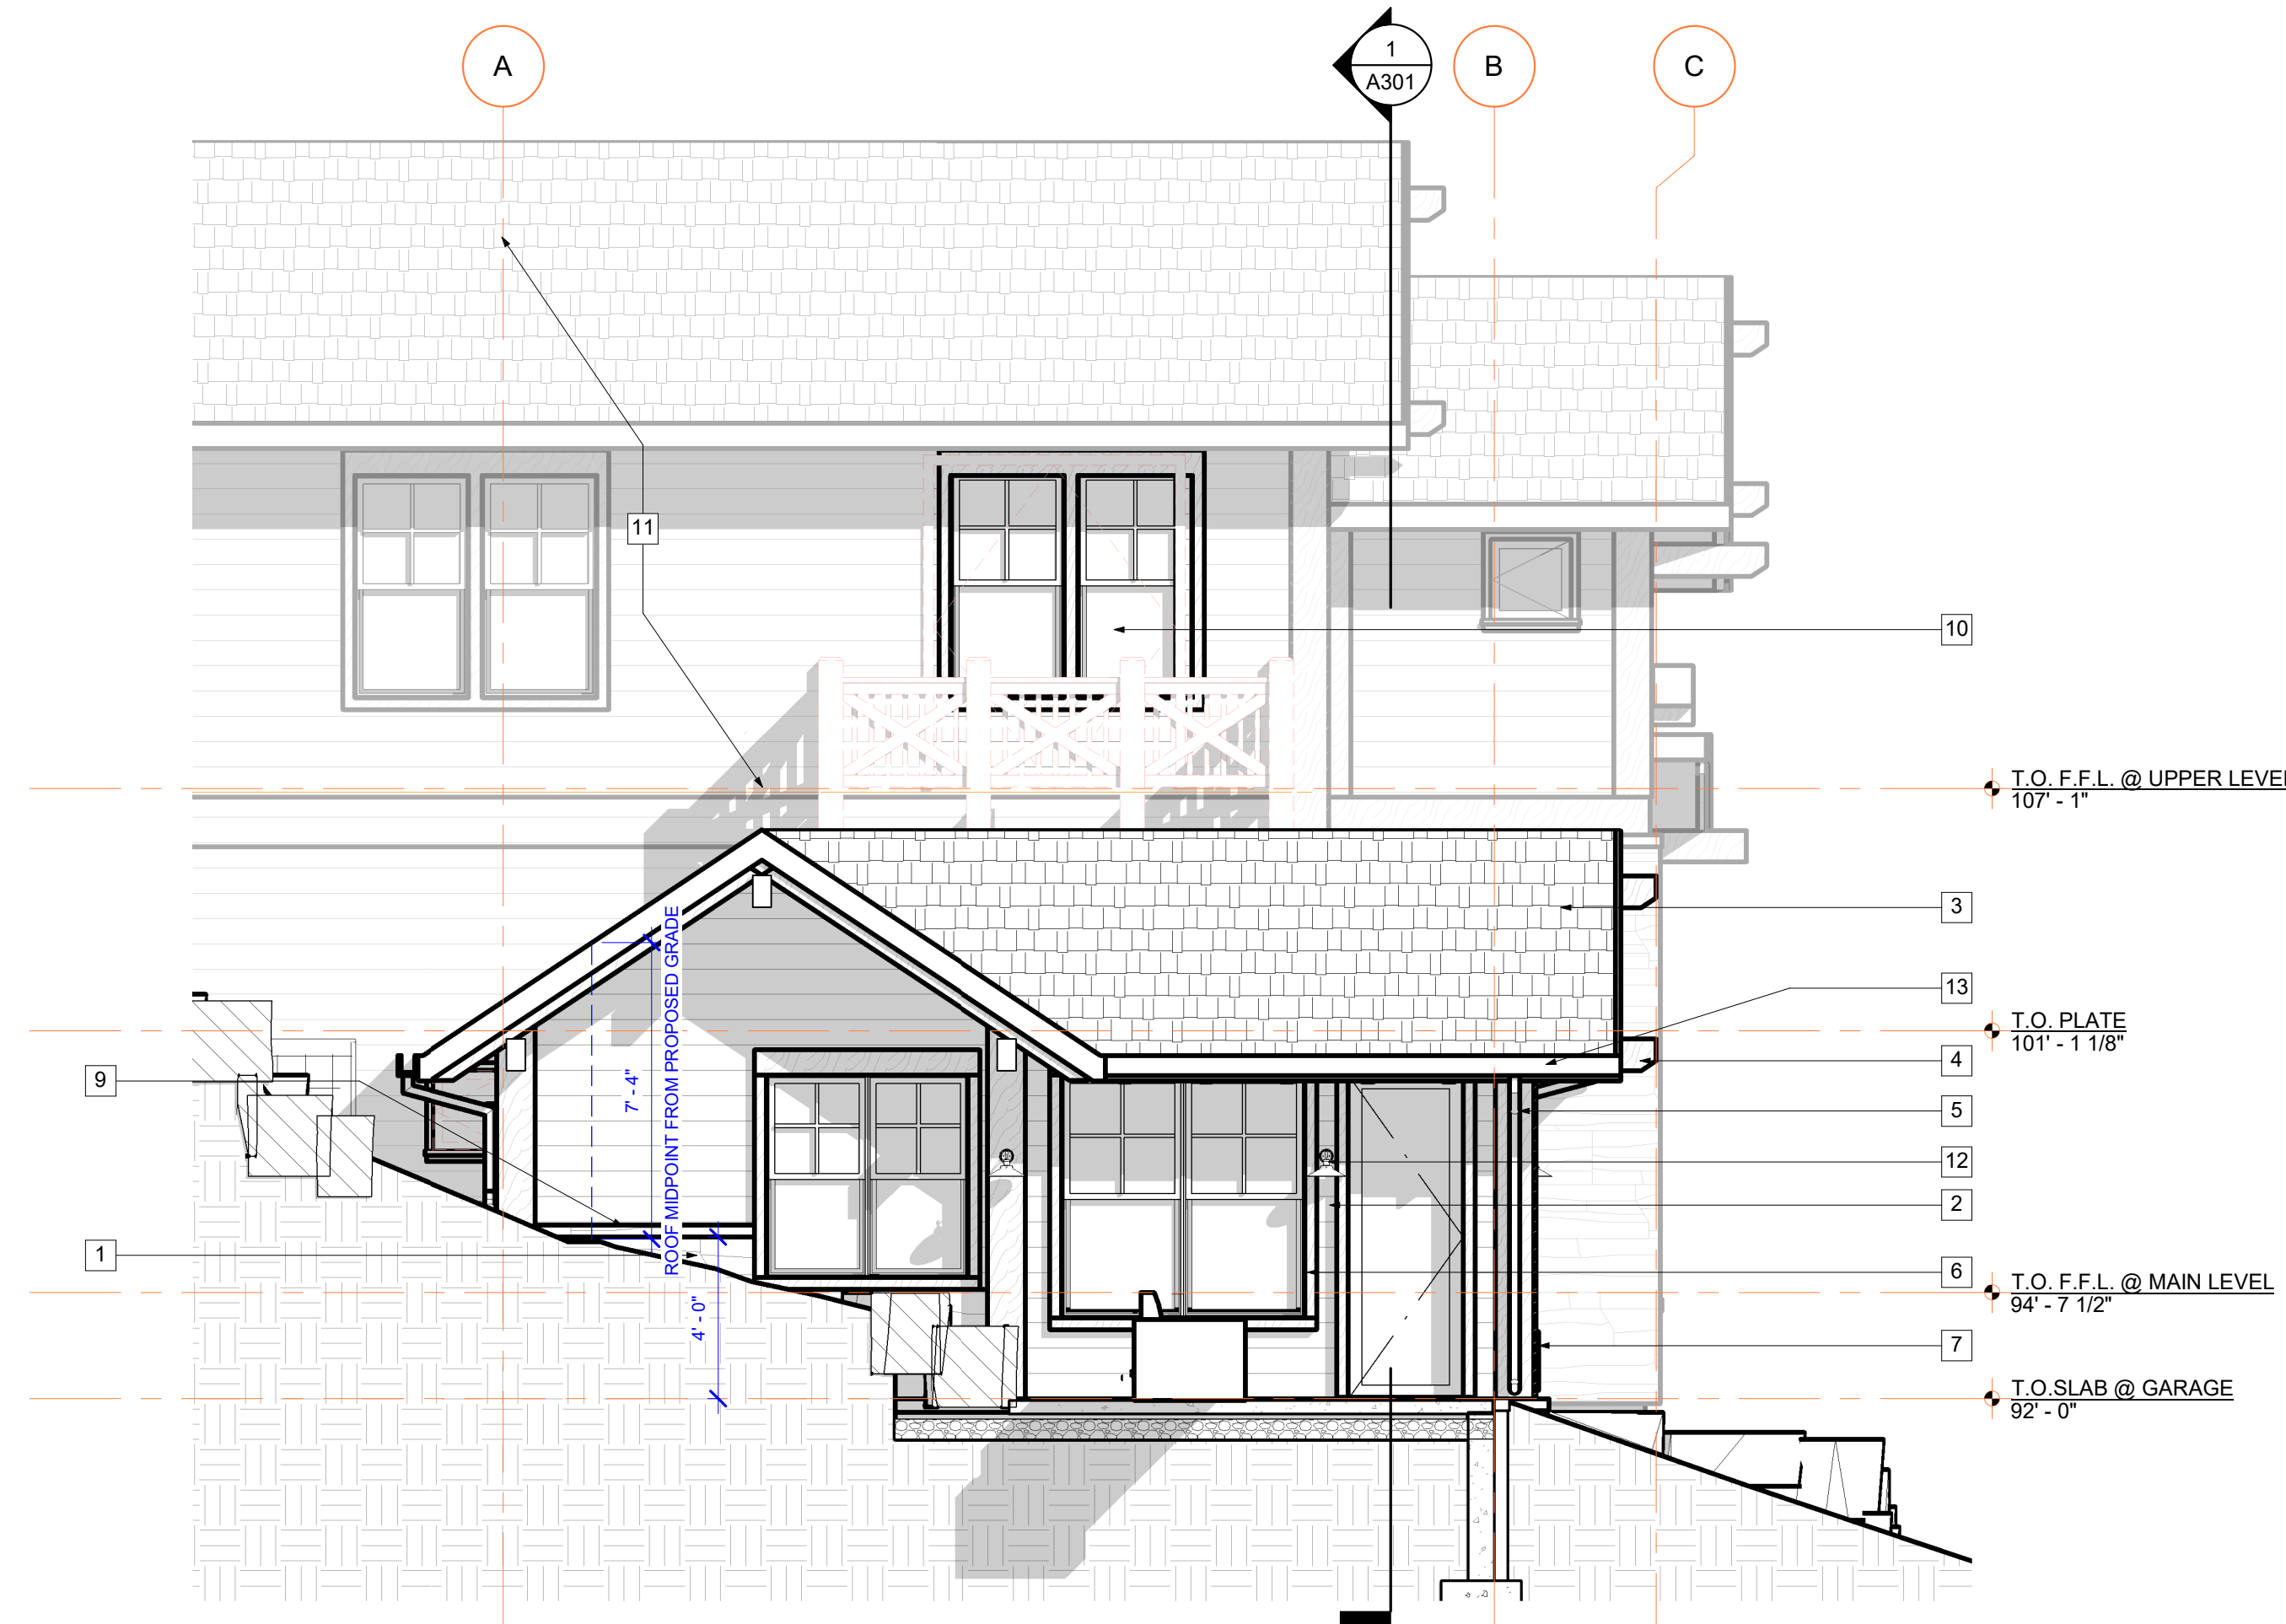 A
1
A301
B
C
11
10
T.O. F.F.L. @ UPPER LEVEL
107' - 1"
3
13
T.O. PLATE
101' - 1 1/8"
4
9
7' - 4"
ROOF MIDPOINT FROM PROPOSED GRADE
5
12
2
1
6
T.O. F.F.L. @ MAIN LEVEL
94' - 7 1/2"
4' - 0"
7
T.O.SLAB @ GARAGE
92' - 0"